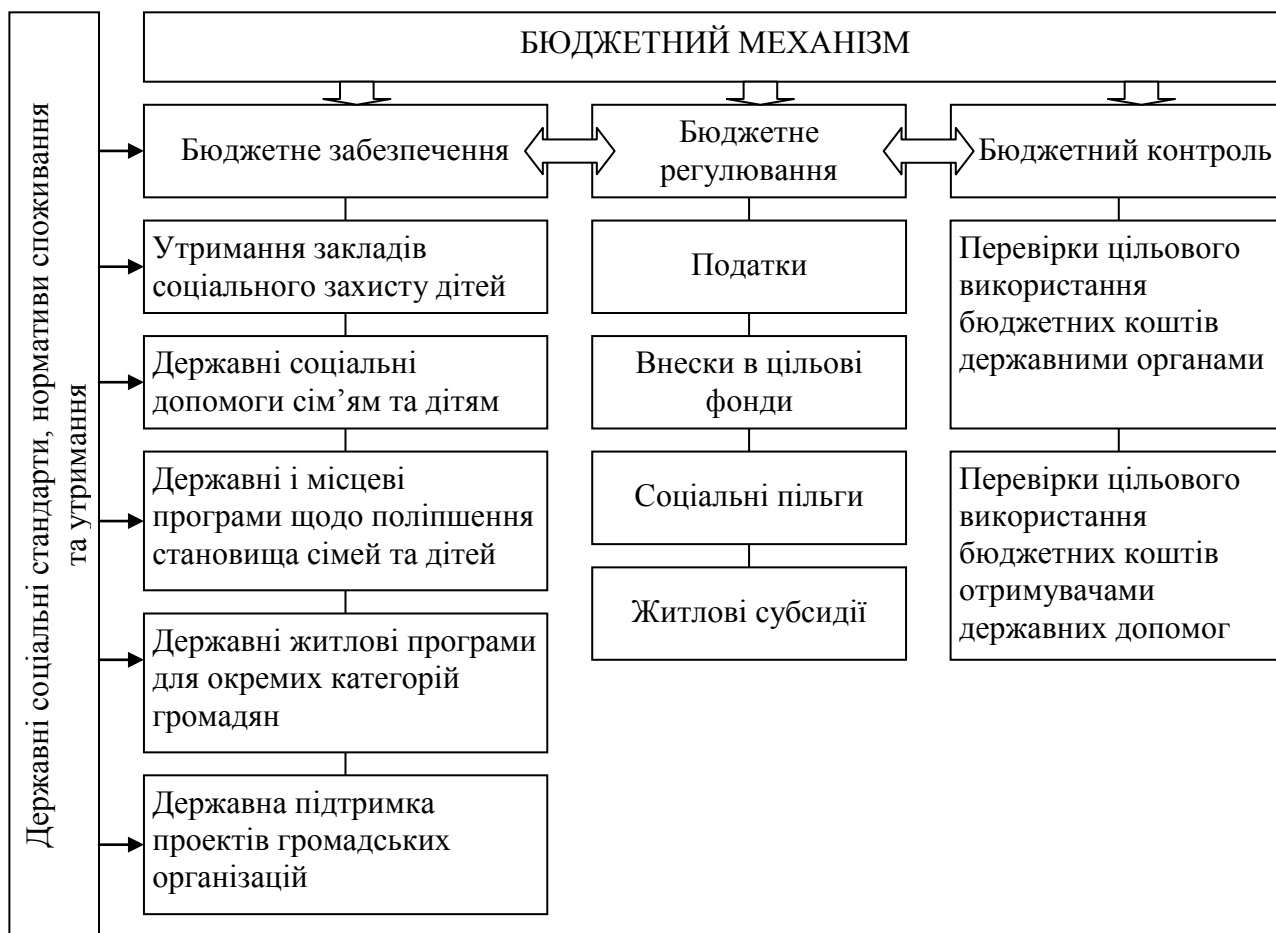 Державні соціальні стандарти, нормативи споживання
та утримання
БЮДЖЕТНИЙ МЕХАНІЗМ
Бюджетне забезпечення
Бюджетне
регулювання
Бюджетний контроль
Утримання закладів
соціального захисту дітей
Державні соціальні
допомоги сім’ям та дітям
Державні і місцеві
програми щодо поліпшення
становища сімей та дітей
Державні житлові програми
для окремих категорій
громадян
Державна підтримка
проектів громадських
організацій
Податки
Внески в цільові
фонди
Соціальні пільги
Житлові субсидії
Перевірки цільового
використання
бюджетних коштів
державними органами
Перевірки цільового
використання
бюджетних коштів
отримувачами
державних допомог